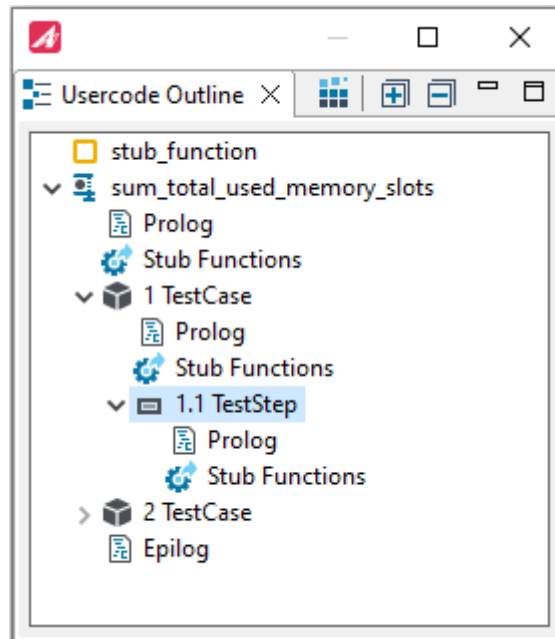 Usercode Outline
stub_function
sum_total_used_memory_slots
Prolog
Stub Functions
1 TestCase
Prolog
Stub Functions
1.1 TestStep
Prolog
Stub Functions
2 TestCase
Epilog